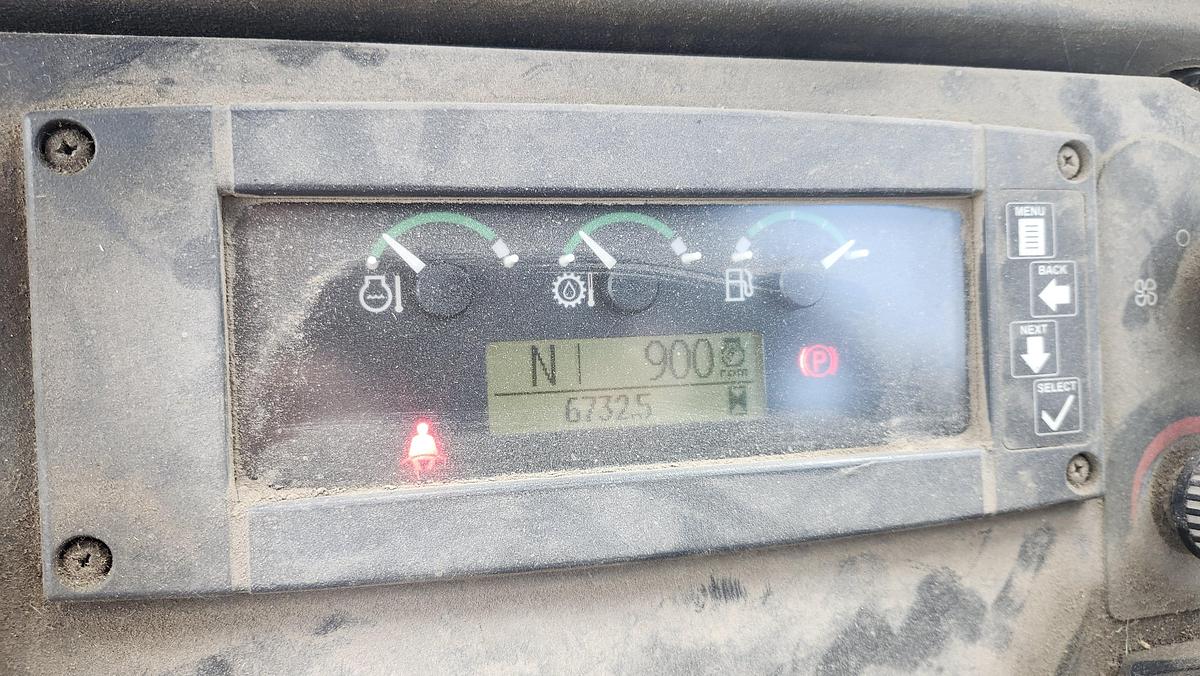 MENU
BACK
NEXT
SELECT
N 900 rpm
6732.5
P